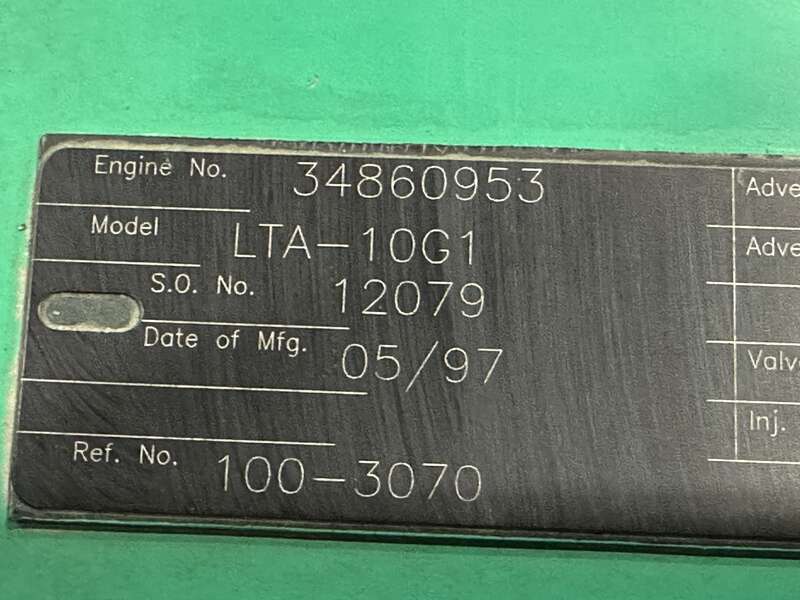 Engine No. 34860953
Model LTA-10G1
S.O. No. 12079
Date of Mfg. 05/97
Ref. No. 100-3070
Adve
Adve
Valve
Inj.